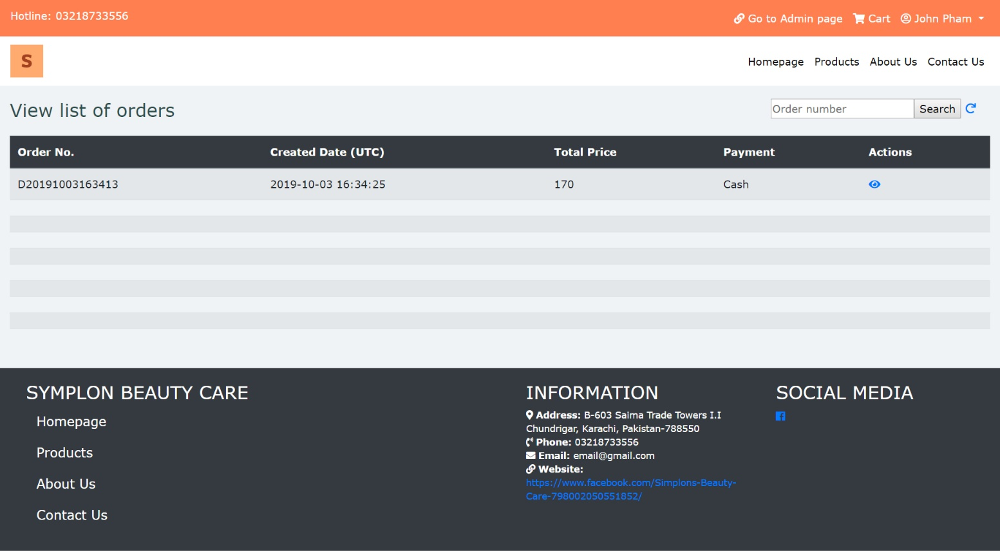 Hotline: 03218733556
Go to Admin page Cart John Pham
S
Homepage Products About Us Contact Us
View list of orders
Order number Search
Order No. Created Date (UTC) Total Price Payment Actions
D20191003163413 2019-10-03 16:34:25 170 Cash
SYMPLON BEAUTY CARE
Homepage
Products
About Us
Contact Us
INFORMATION
Address: B-603 Saima Trade Towers I.I
Chundrigar, Karachi, Pakistan-788550
Phone: 03218733556
Email: email@gmail.com
Website:
https://www.facebook.com/Simplons-Beauty-
Care-798002050551852/
SOCIAL MEDIA